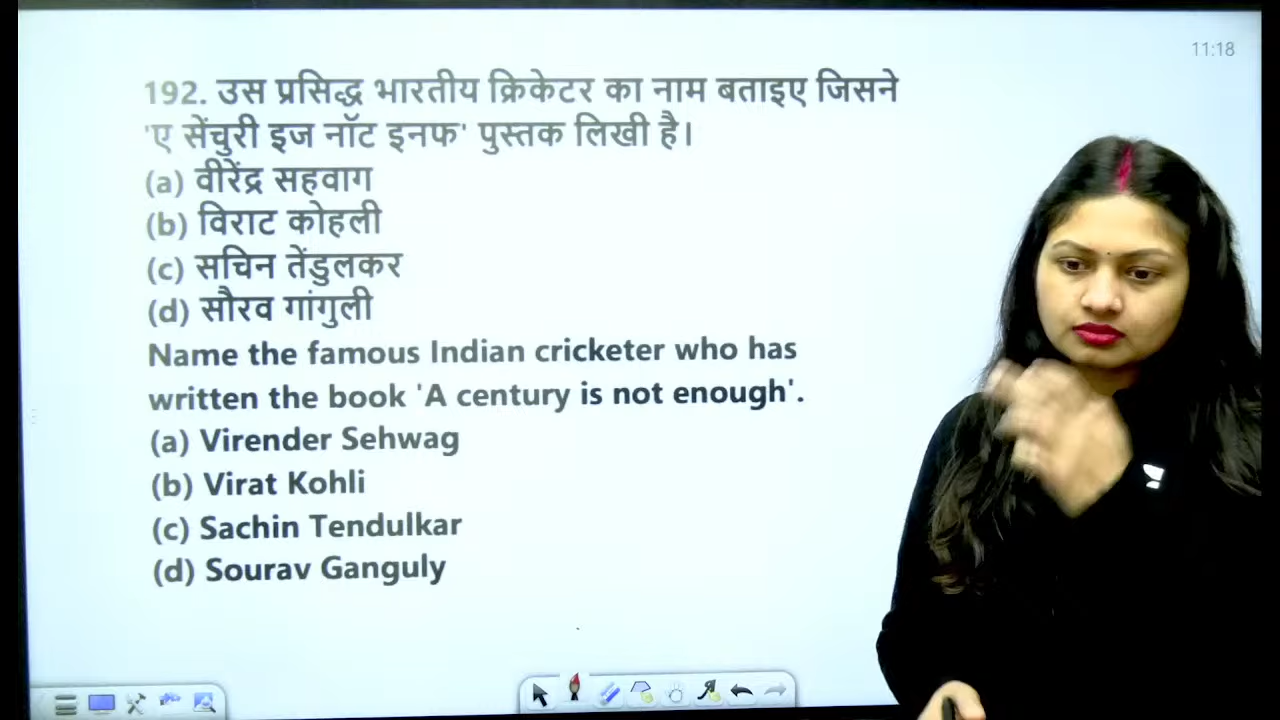 11:18
192. उस प्रसिद्ध भारतीय क्रिकेटर का नाम बताइए जिसने
'ए सेंचुरी इज नॉट इनफ' पुस्तक लिखी है।
(a) वीरेंद्र सहवाग
(b) विराट कोहली
(c) सचिन तेंडुलकर
(d) सौरव गांगुली
Name the famous Indian cricketer who has
written the book 'A century is not enough'.
(a) Virender Sehwag
(b) Virat Kohli
(c) Sachin Tendulkar
(d) Sourav Ganguly